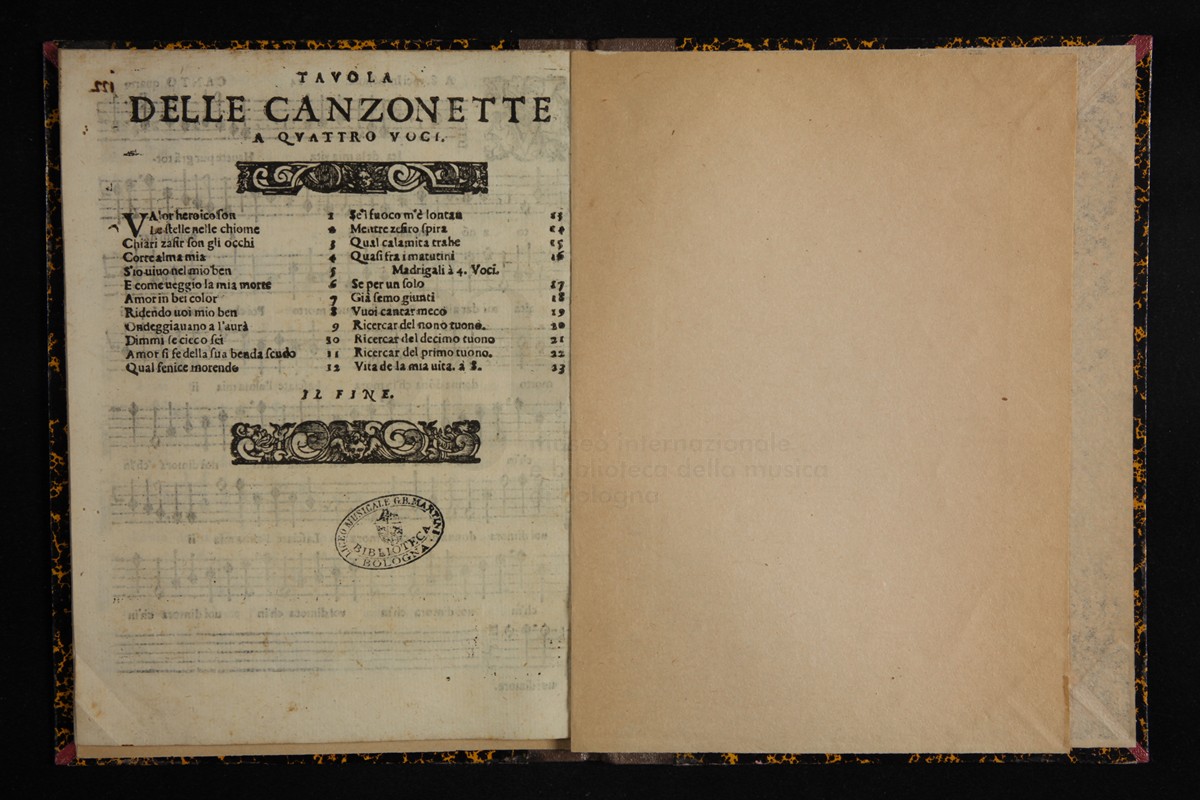 TAVOLA
DELLE CANZONETTE
A QVATTRO VOCI.
VAlor heroico son 1
Le stelle nelle chiome 2
Chiari zafir son gli occhi 3
Corre alma mia 4
S'io uiuo nel mio ben 5
E come ueggio la mia morte 6
Amor in bei color 7
Ridendo uoi mio ben 8
Ondeggiauano a l'aura 9
Dimmi se cieco sei 10
Amor si fe della sua benda scudo 11
Qual fenice morendo 12
Se'l fuoco m'è lontan 13
Mentre zefiro spira 14
Qual calamita trahe 15
Quasi fra i matutini 16
Madrigali à 4. Voci.
Se per un solo 17
Già semo giunti 18
Vuoi cantar meco 19
Ricercar del nono tuono. 20
Ricercar del decimo tuono 21
Ricercar del primo tuono. 22
Vita de la mia uita. à 8. 23
IL FINE.
LICEO MUSICALE G.B. MARTINI
BIBLIOTECA
BOLOGNA
museo internazionale
e biblioteca della musica
bologna